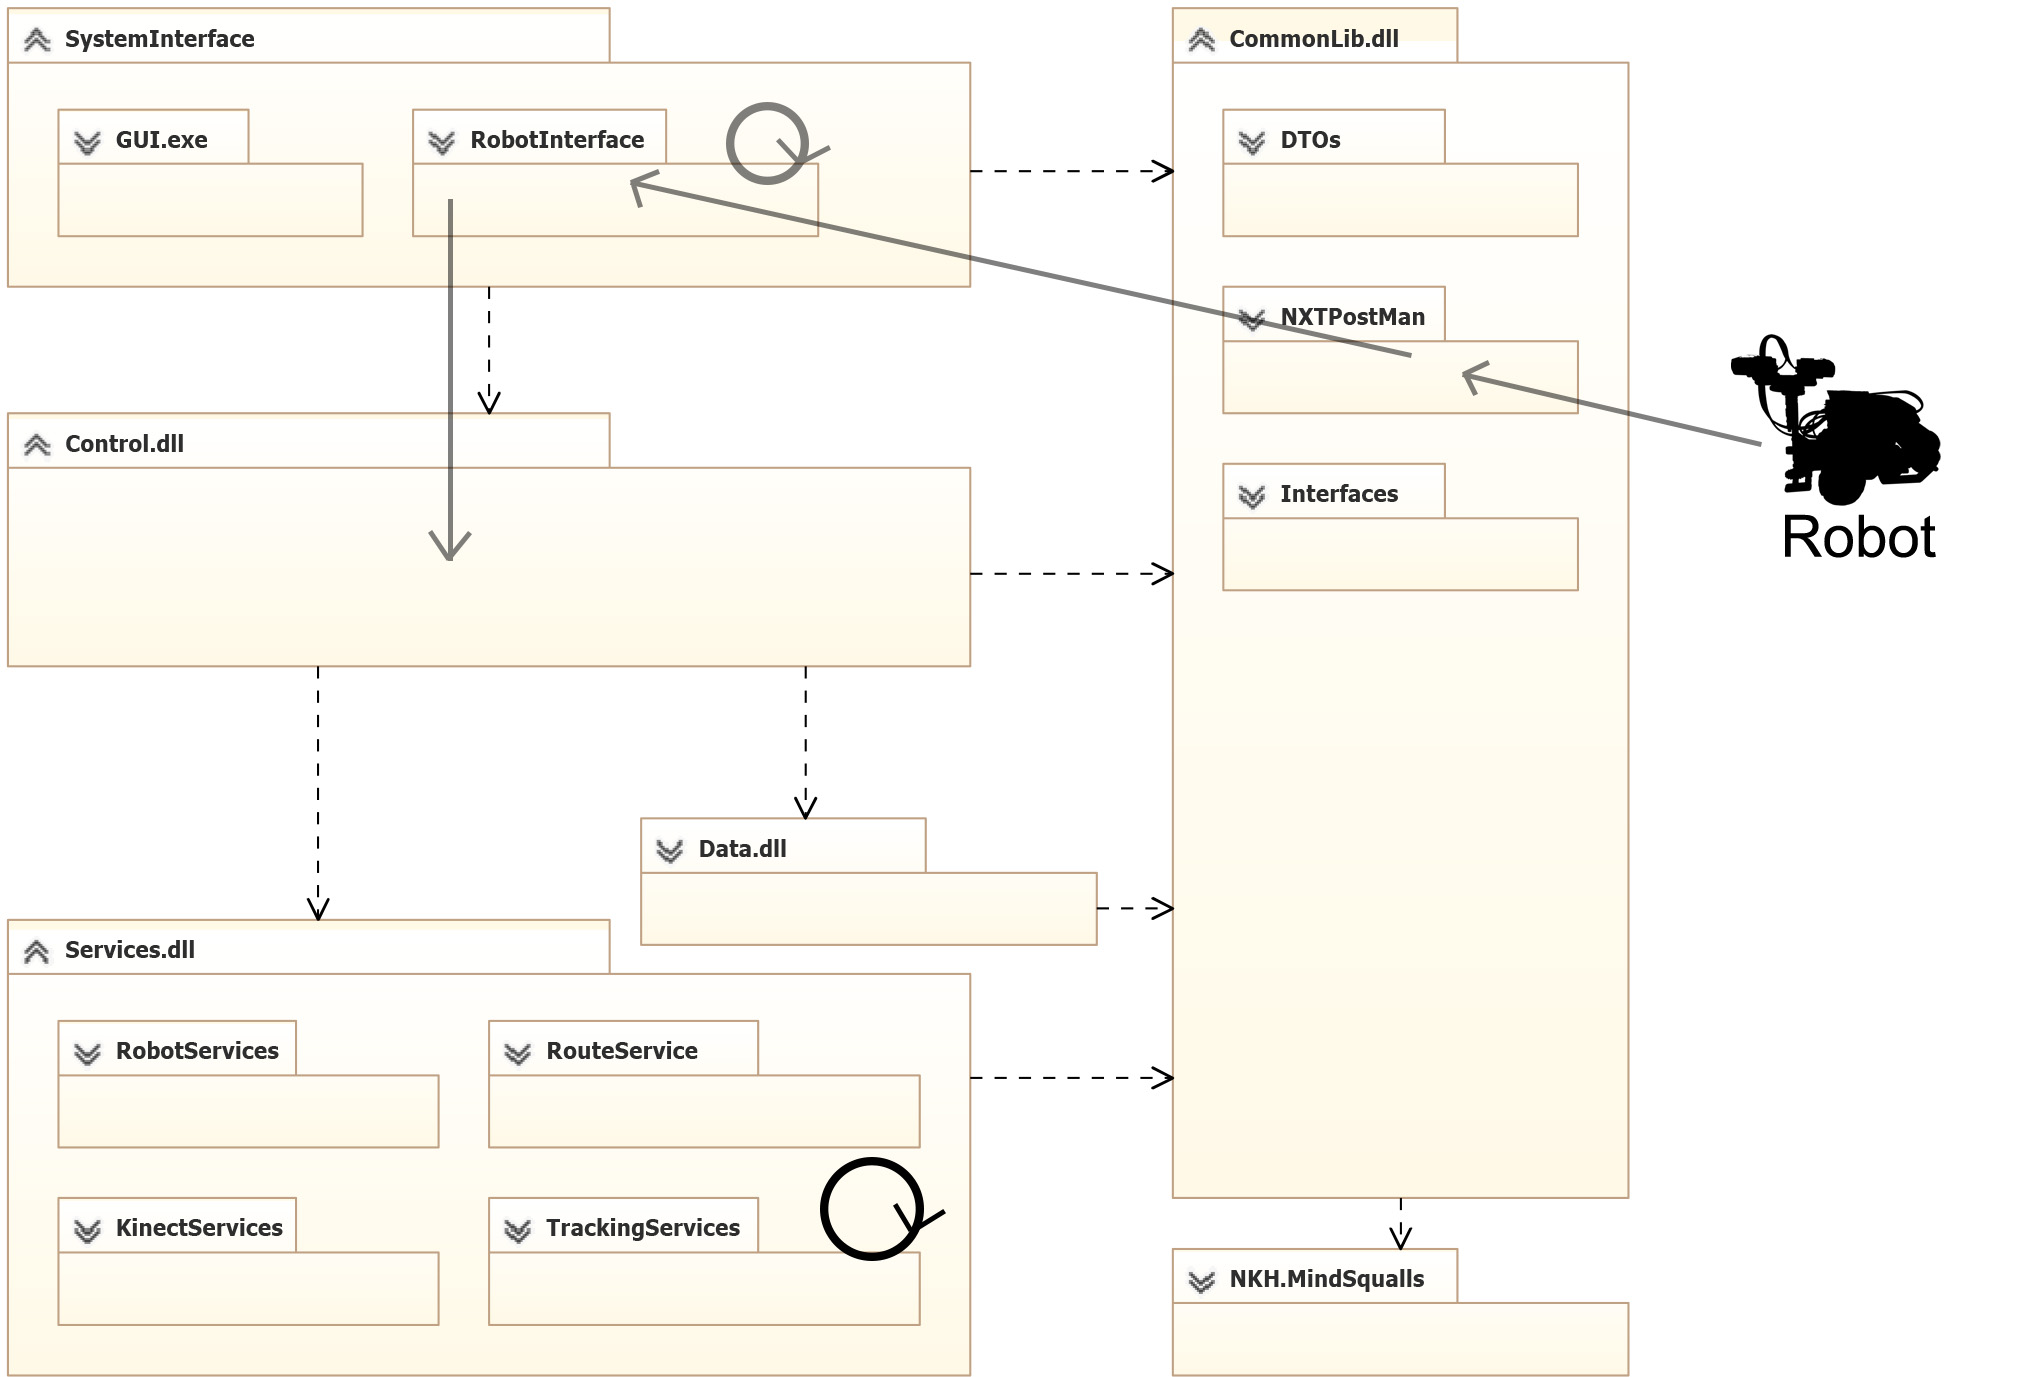 SystemInterface
GUI.exe
RobotInterface
CommonLib.dll
DTOs
NXTPostMan
Interfaces
Robot
Control.dll
Data.dll
Services.dll
RobotServices
RouteService
KinectServices
TrackingServices
NKH.MindSqualls